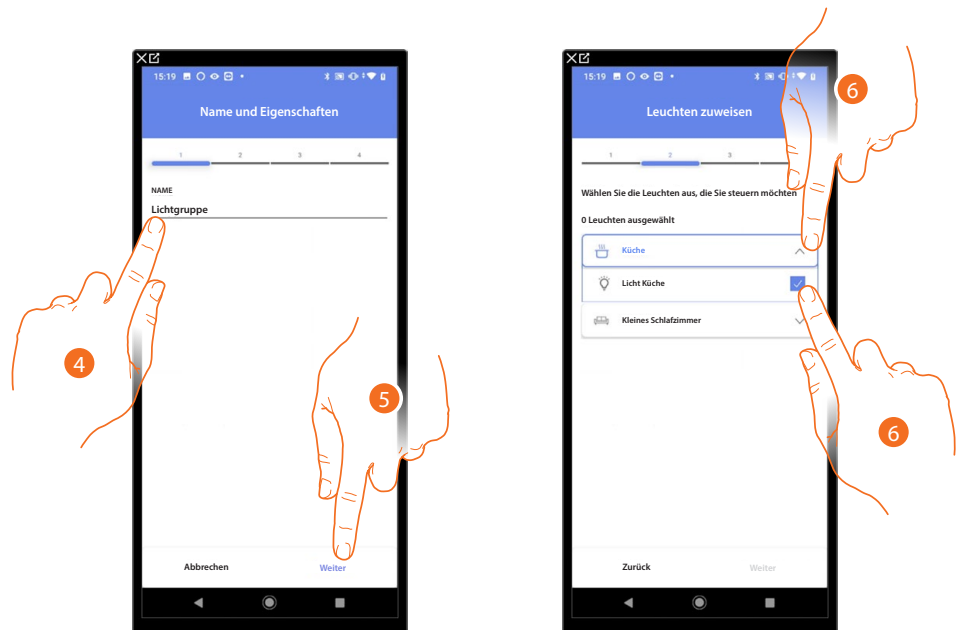 15:19
Name und Eigenschaften
1 2 3 4
NAME
Lichtgruppe
4
5
Abbrechen Weiter
15:19
Leuchten zuweisen
1 2 3
Wählen Sie die Leuchten aus, die Sie steuern möchten
0 Leuchten ausgewählt
Küche
Licht Küche
Kleines Schlafzimmer
6
6
Zurück Weiter